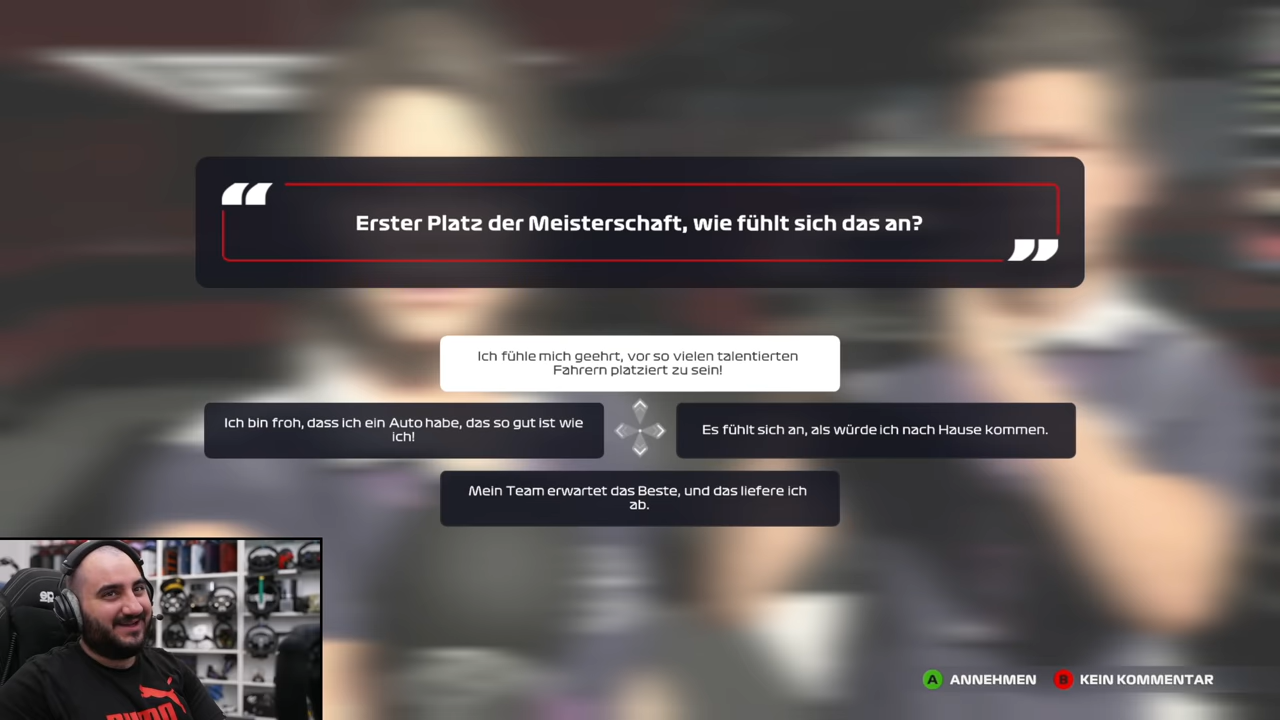 Erster Platz der Meisterschaft, wie fühlt sich das an?
Ich fühle mich geehrt, vor so vielen talentierten
Fahrern platziert zu sein!
Ich bin froh, dass ich ein Auto habe, das so gut ist wie
ich!
Es fühlt sich an, als würde ich nach Hause kommen.
Mein Team erwartet das Beste, und das liefere ich
ab.
A ANNEHMEN B KEIN KOMMENTAR